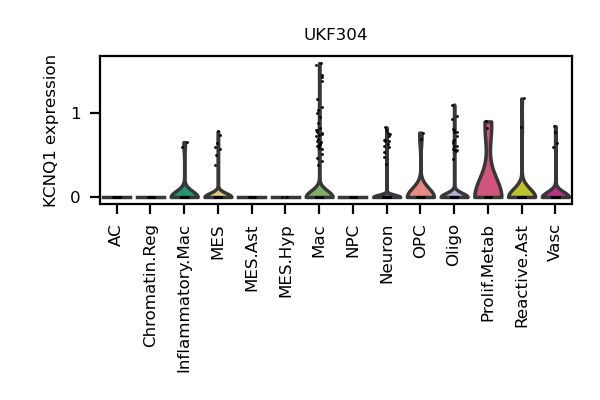 UKF304
KCNQ1 expression
1
0
AC
Chromatin.Reg
Inflammatory.Mac
MES
MES.Ast
MES.Hyp
Mac
NPC
Neuron
OPC
Oligo
Prolif.Metab
Reactive.Ast
Vasc